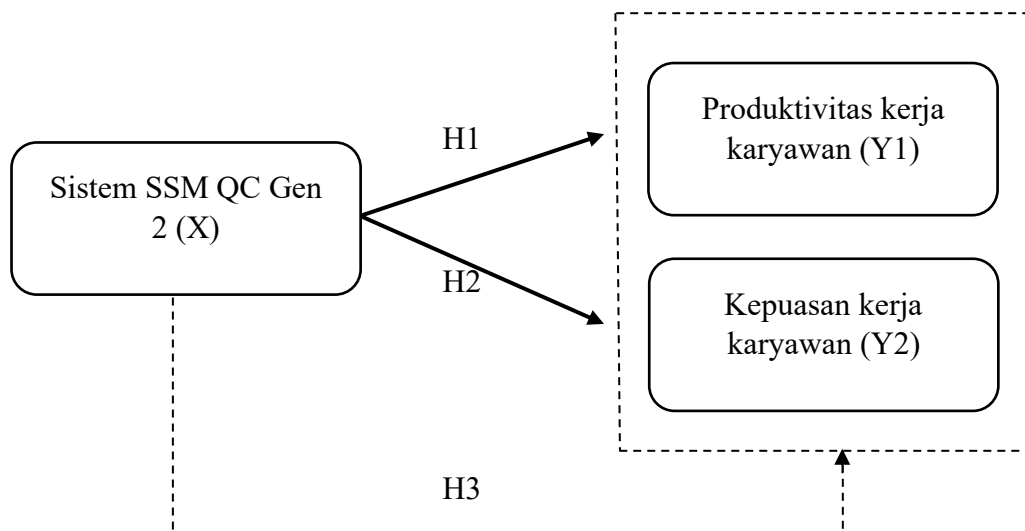 H1
Produktivitas kerja
karyawan (Y1)
Sistem SSM QC Gen
2 (X)
H2
Kepuasan kerja
karyawan (Y2)
H3